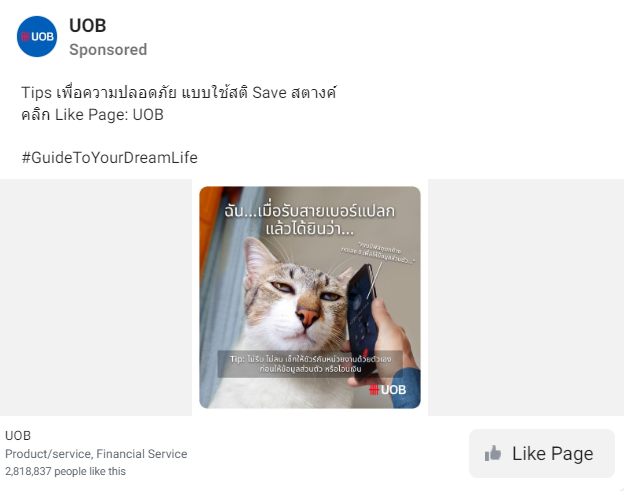 UOB
UOB
Sponsored
Tips เพื่อความปลอดภัย แบบใช้สติ Save สตางค์
คลิก Like Page: UOB
#GuideToYourDreamLife
ฉัน...เมื่อรับสายเบอร์แปลก
แล้วได้ยินว่า...
Tip: ไม่รีบ ไม่ลน เช็กให้ชัวร์กับหน่วยงานด้วยตัวเอง
ก่อนให้ข้อมูลส่วนตัว หรือโอนเงิน
UOB
UOB
Product/service, Financial Service
2,818,837 people like this
Like Page